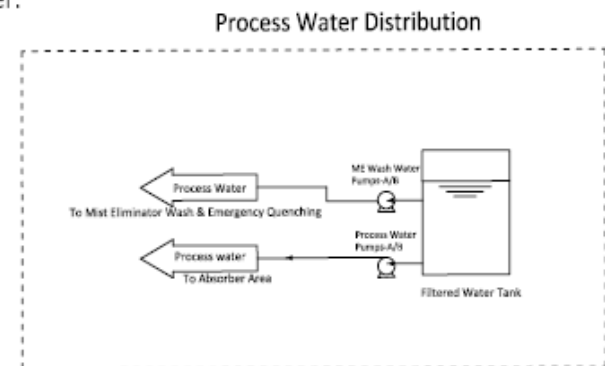 er.
Process Water Distribution
ME Wash Water
Pumps-A/B
Process Water
To Mist Eliminator Wash & Emergency Quenching
Process Water
Pumps-A/B
Process water
To Absorber Area
Filtered Water Tank